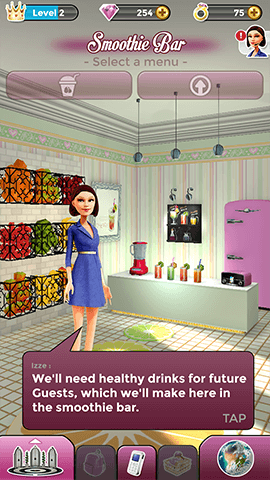 Level 2
254
75
Smoothie Bar
- Select a menu -
Izze :
We'll need healthy drinks for future
Guests, which we'll make here in
the smoothie bar.
TAP